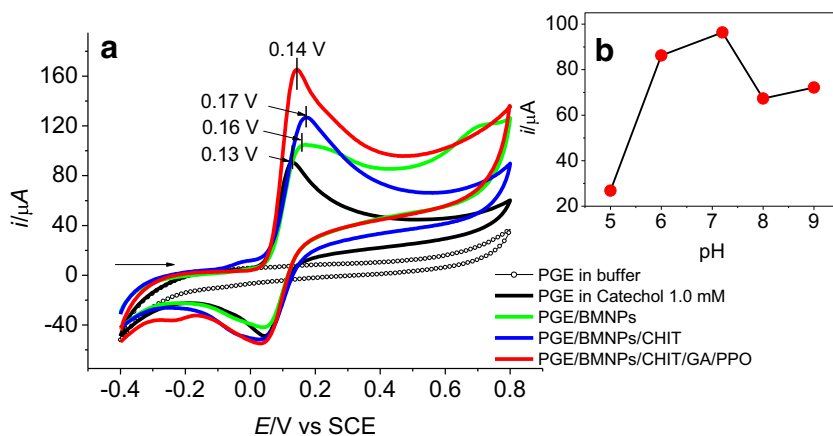 a
0.14 V
0.17 V
0.16 V
0.13 V
i/µA
160
120
80
40
0
-40
-0.4 -0.2 0.0 0.2 0.4 0.6 0.8
E/V vs SCE
b
i/µA
100
80
60
40
20
5 6 7 8 9
pH
PGE in buffer
PGE in Catechol 1.0 mM
PGE/BMNPs
PGE/BMNPs/CHIT
PGE/BMNPs/CHIT/GA/PPO